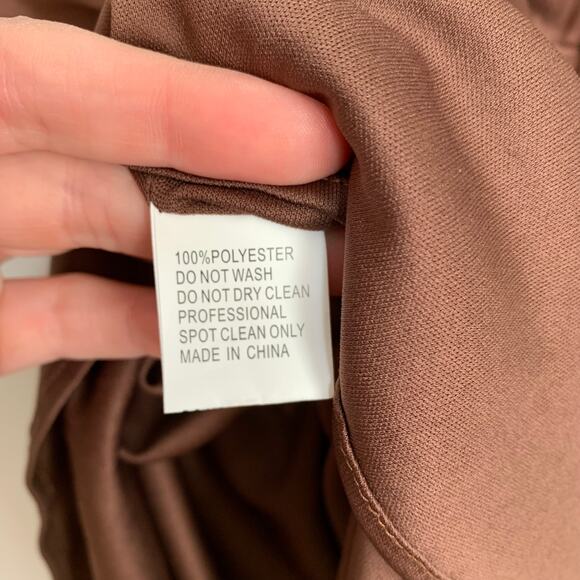 100%POLYESTER
DO NOT WASH
DO NOT DRY CLEAN
PROFESSIONAL
SPOT CLEAN ONLY
MADE IN CHINA